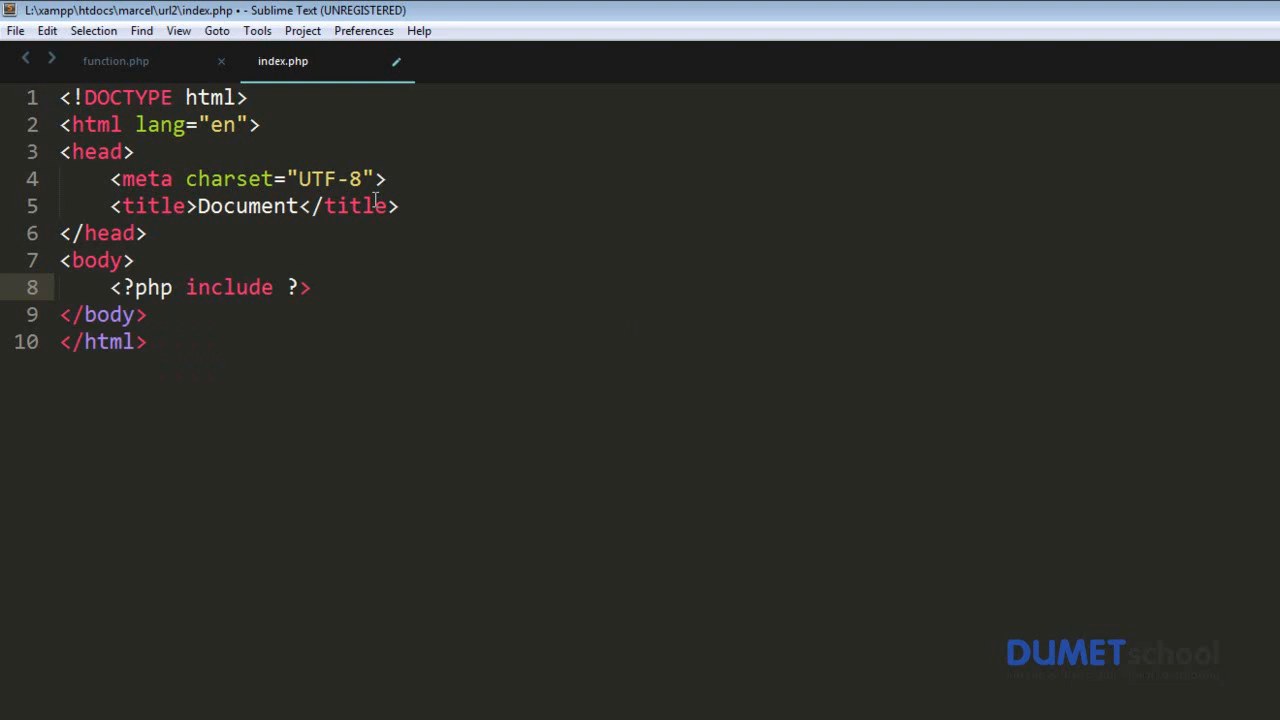 L:\xampp\htdocs\marcel\url2\index.php • - Sublime Text (UNREGISTERED)
File Edit Selection Find View Goto Tools Project Preferences Help
function.php × index.php
1 <!DOCTYPE html>
2 <html lang="en">
3 <head>
4 <meta charset="UTF-8">
5 <title>Document</title>
6 </head>
7 <body>
8 <?php include ?>
9 </body>
10 </html>
DUMETschool